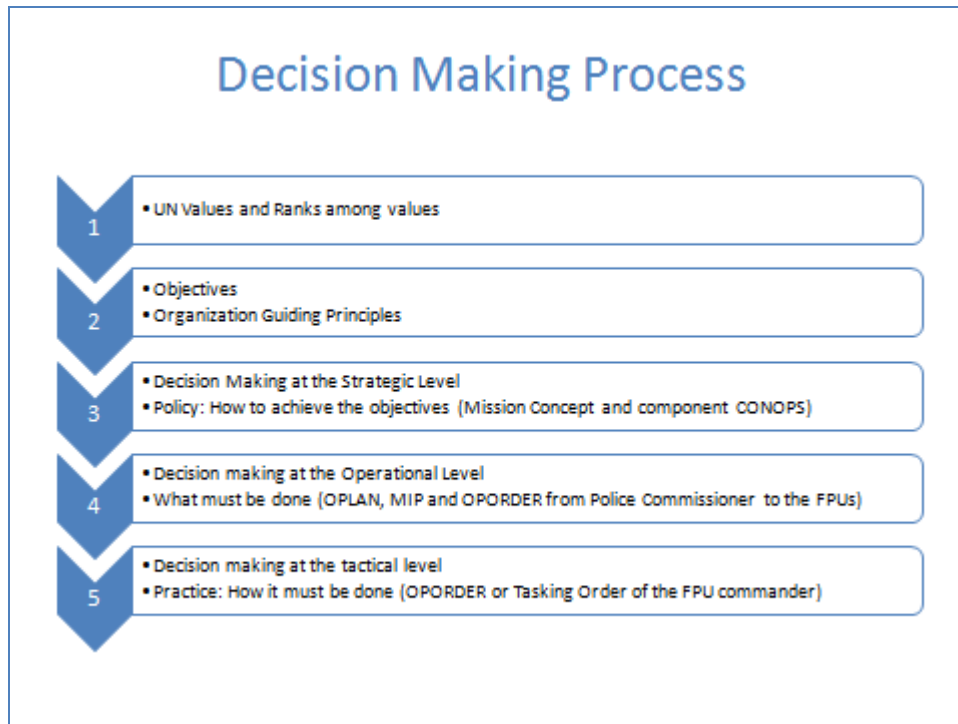 Decision Making Process
1
• UN Values and Ranks among values
2
• Objectives
• Organization Guiding Principles
3
• Decision Making at the Strategic Level
• Policy: How to achieve the objectives (Mission Concept and component CONOPS)
4
• Decision making at the Operational Level
• What must be done (OPLAN, MIP and OPORDER from Police Commissioner to the FPUs)
5
• Decision making at the tactical level
• Practice: How it must be done (OPORDER or Tasking Order of the FPU commander)